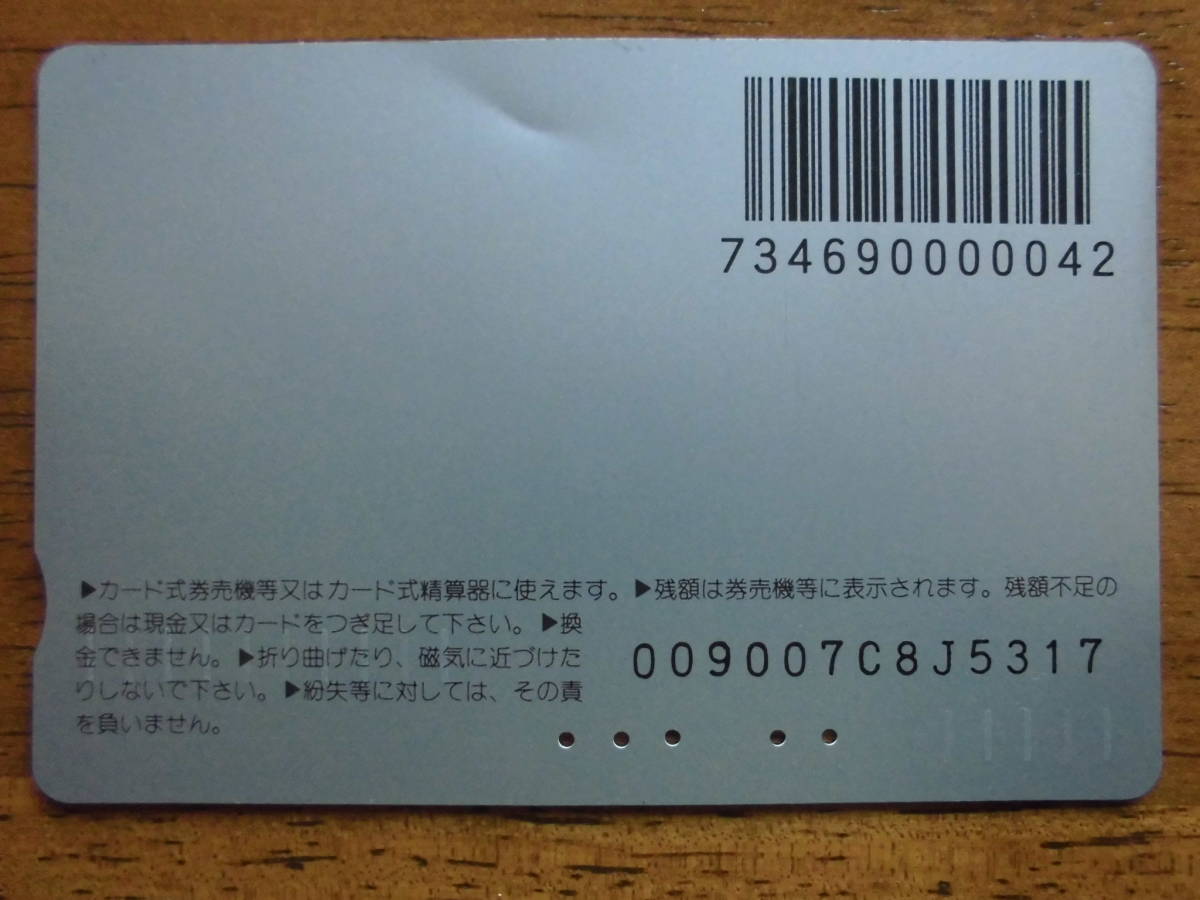 734690000042
▶カード式券売機等又はカード式精算器に使えます。▶残額は券売機等に表示されます。残額不足の
場合は現金又はカードをつぎ足して下さい。▶換
金できません。▶折り曲げたり、磁気に近づけた
りしないで下さい。▶紛失等に対しては、その責
を負いません。
009007C8J5317